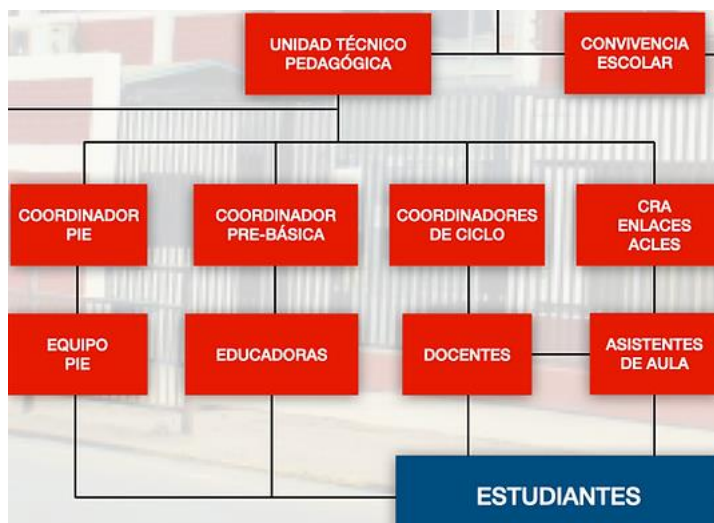 UNIDAD TÉCNICO
PEDAGÓGICA
CONVIVENCIA
ESCOLAR
COORDINADOR
PIE
COORDINADOR
PRE-BÁSICA
COORDINADORES
DE CICLO
CRA
ENLACES
ACLES
EQUIPO
PIE
EDUCADORAS
DOCENTES
ASISTENTES
DE AULA
ESTUDIANTES